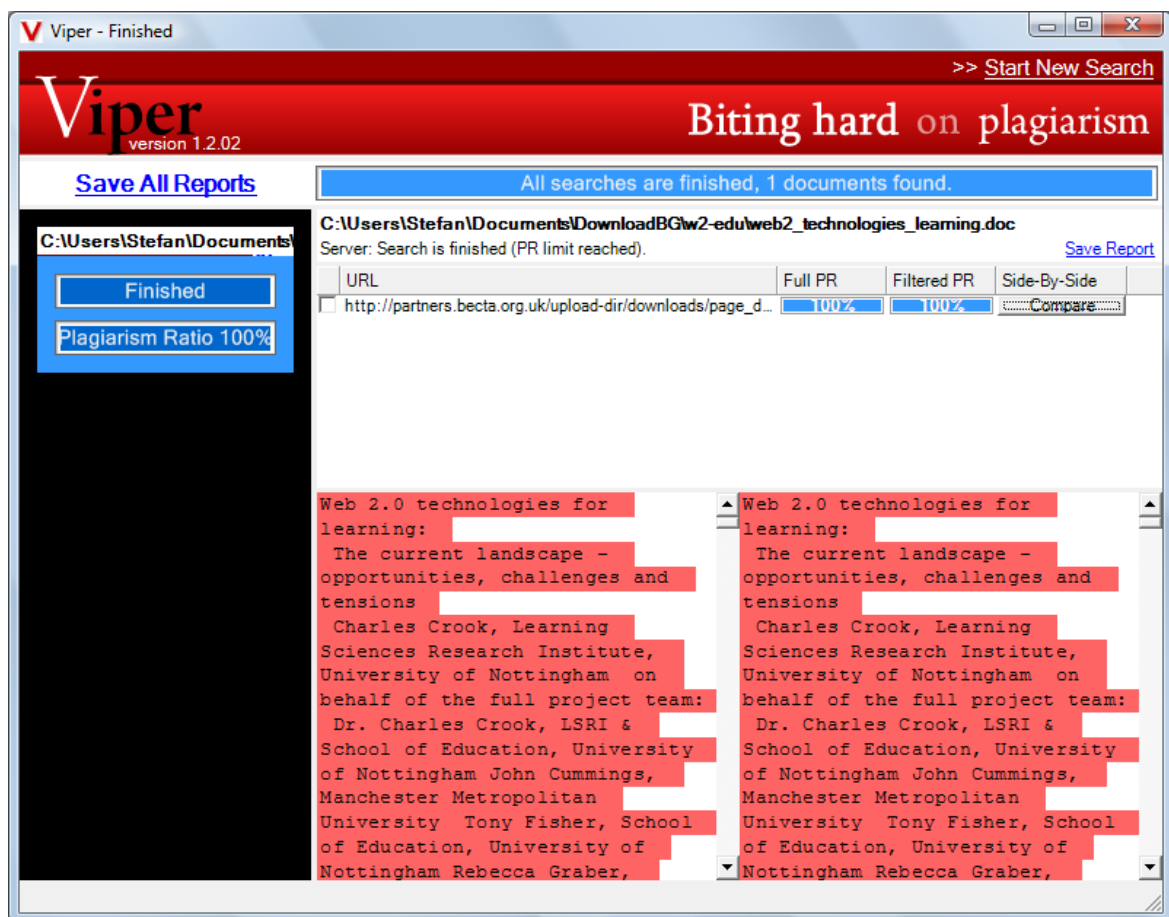 Viper - Finished
>> Start New Search
Viper
version 1.2.02
Biting hard on plagiarism
Save All Reports
All searches are finished, 1 documents found.
C:\Users\Stefan\Documents\
Finished
Plagiarism Ratio 100%
C:\Users\Stefan\Documents\DownloadBG\w2-edu\web2_technologies_learning.doc
Server: Search is finished (PR limit reached).
Save Report
URL Full PR Filtered PR Side-By-Side
http://partners.becta.org.uk/upload-dir/downloads/page_d... 100% 100% Compare
Web 2.0 technologies for
learning:
The current landscape –
opportunities, challenges and
tensions
Charles Crook, Learning
Sciences Research Institute,
University of Nottingham on
behalf of the full project team:
Dr. Charles Crook, LSRI &
School of Education, University
of Nottingham John Cummings,
Manchester Metropolitan
University Tony Fisher, School
of Education, University of
Nottingham Rebecca Graber,
Web 2.0 technologies for
learning:
The current landscape –
opportunities, challenges and
tensions
Charles Crook, Learning
Sciences Research Institute,
University of Nottingham on
behalf of the full project team:
Dr. Charles Crook, LSRI &
School of Education, University
of Nottingham John Cummings,
Manchester Metropolitan
University Tony Fisher, School
of Education, University of
Nottingham Rebecca Graber,